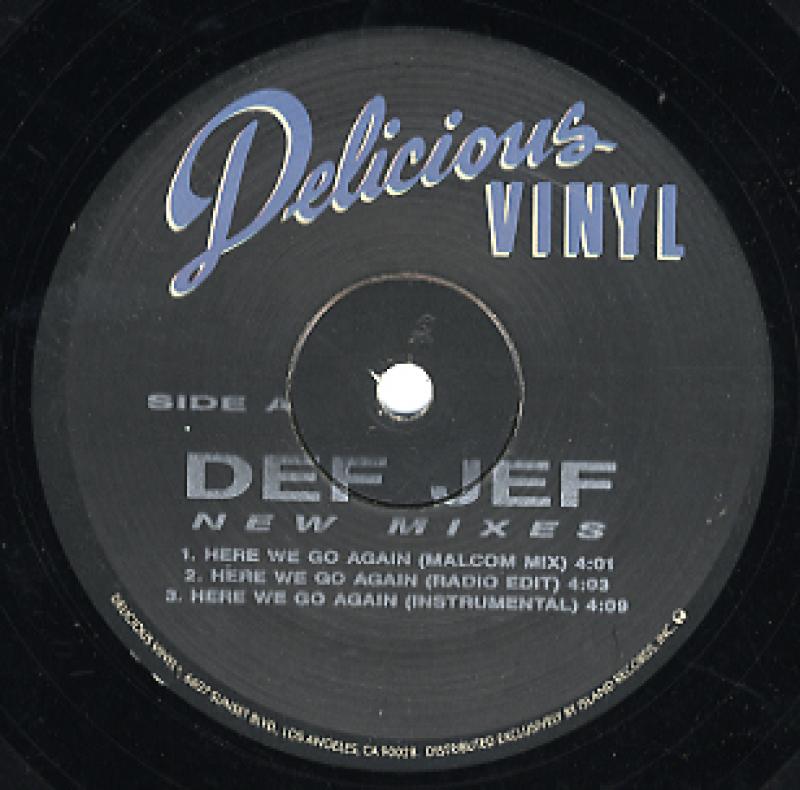 Delicious
VINYL
SIDE A
DEF JEF
NEW MIXES
1. HERE WE GO AGAIN (MALCOM MIX) 4:01
2. HERE WE GO AGAIN (RADIO EDIT) 4:03
3. HERE WE GO AGAIN (INSTRUMENTAL) 4:09
DELICIOUS VINYL, 6607 SUNSET BLVD., LOS ANGELES, CA 90028 DISTRIBUTED EXCLUSIVELY BY ISLAND RECORDS, INC.